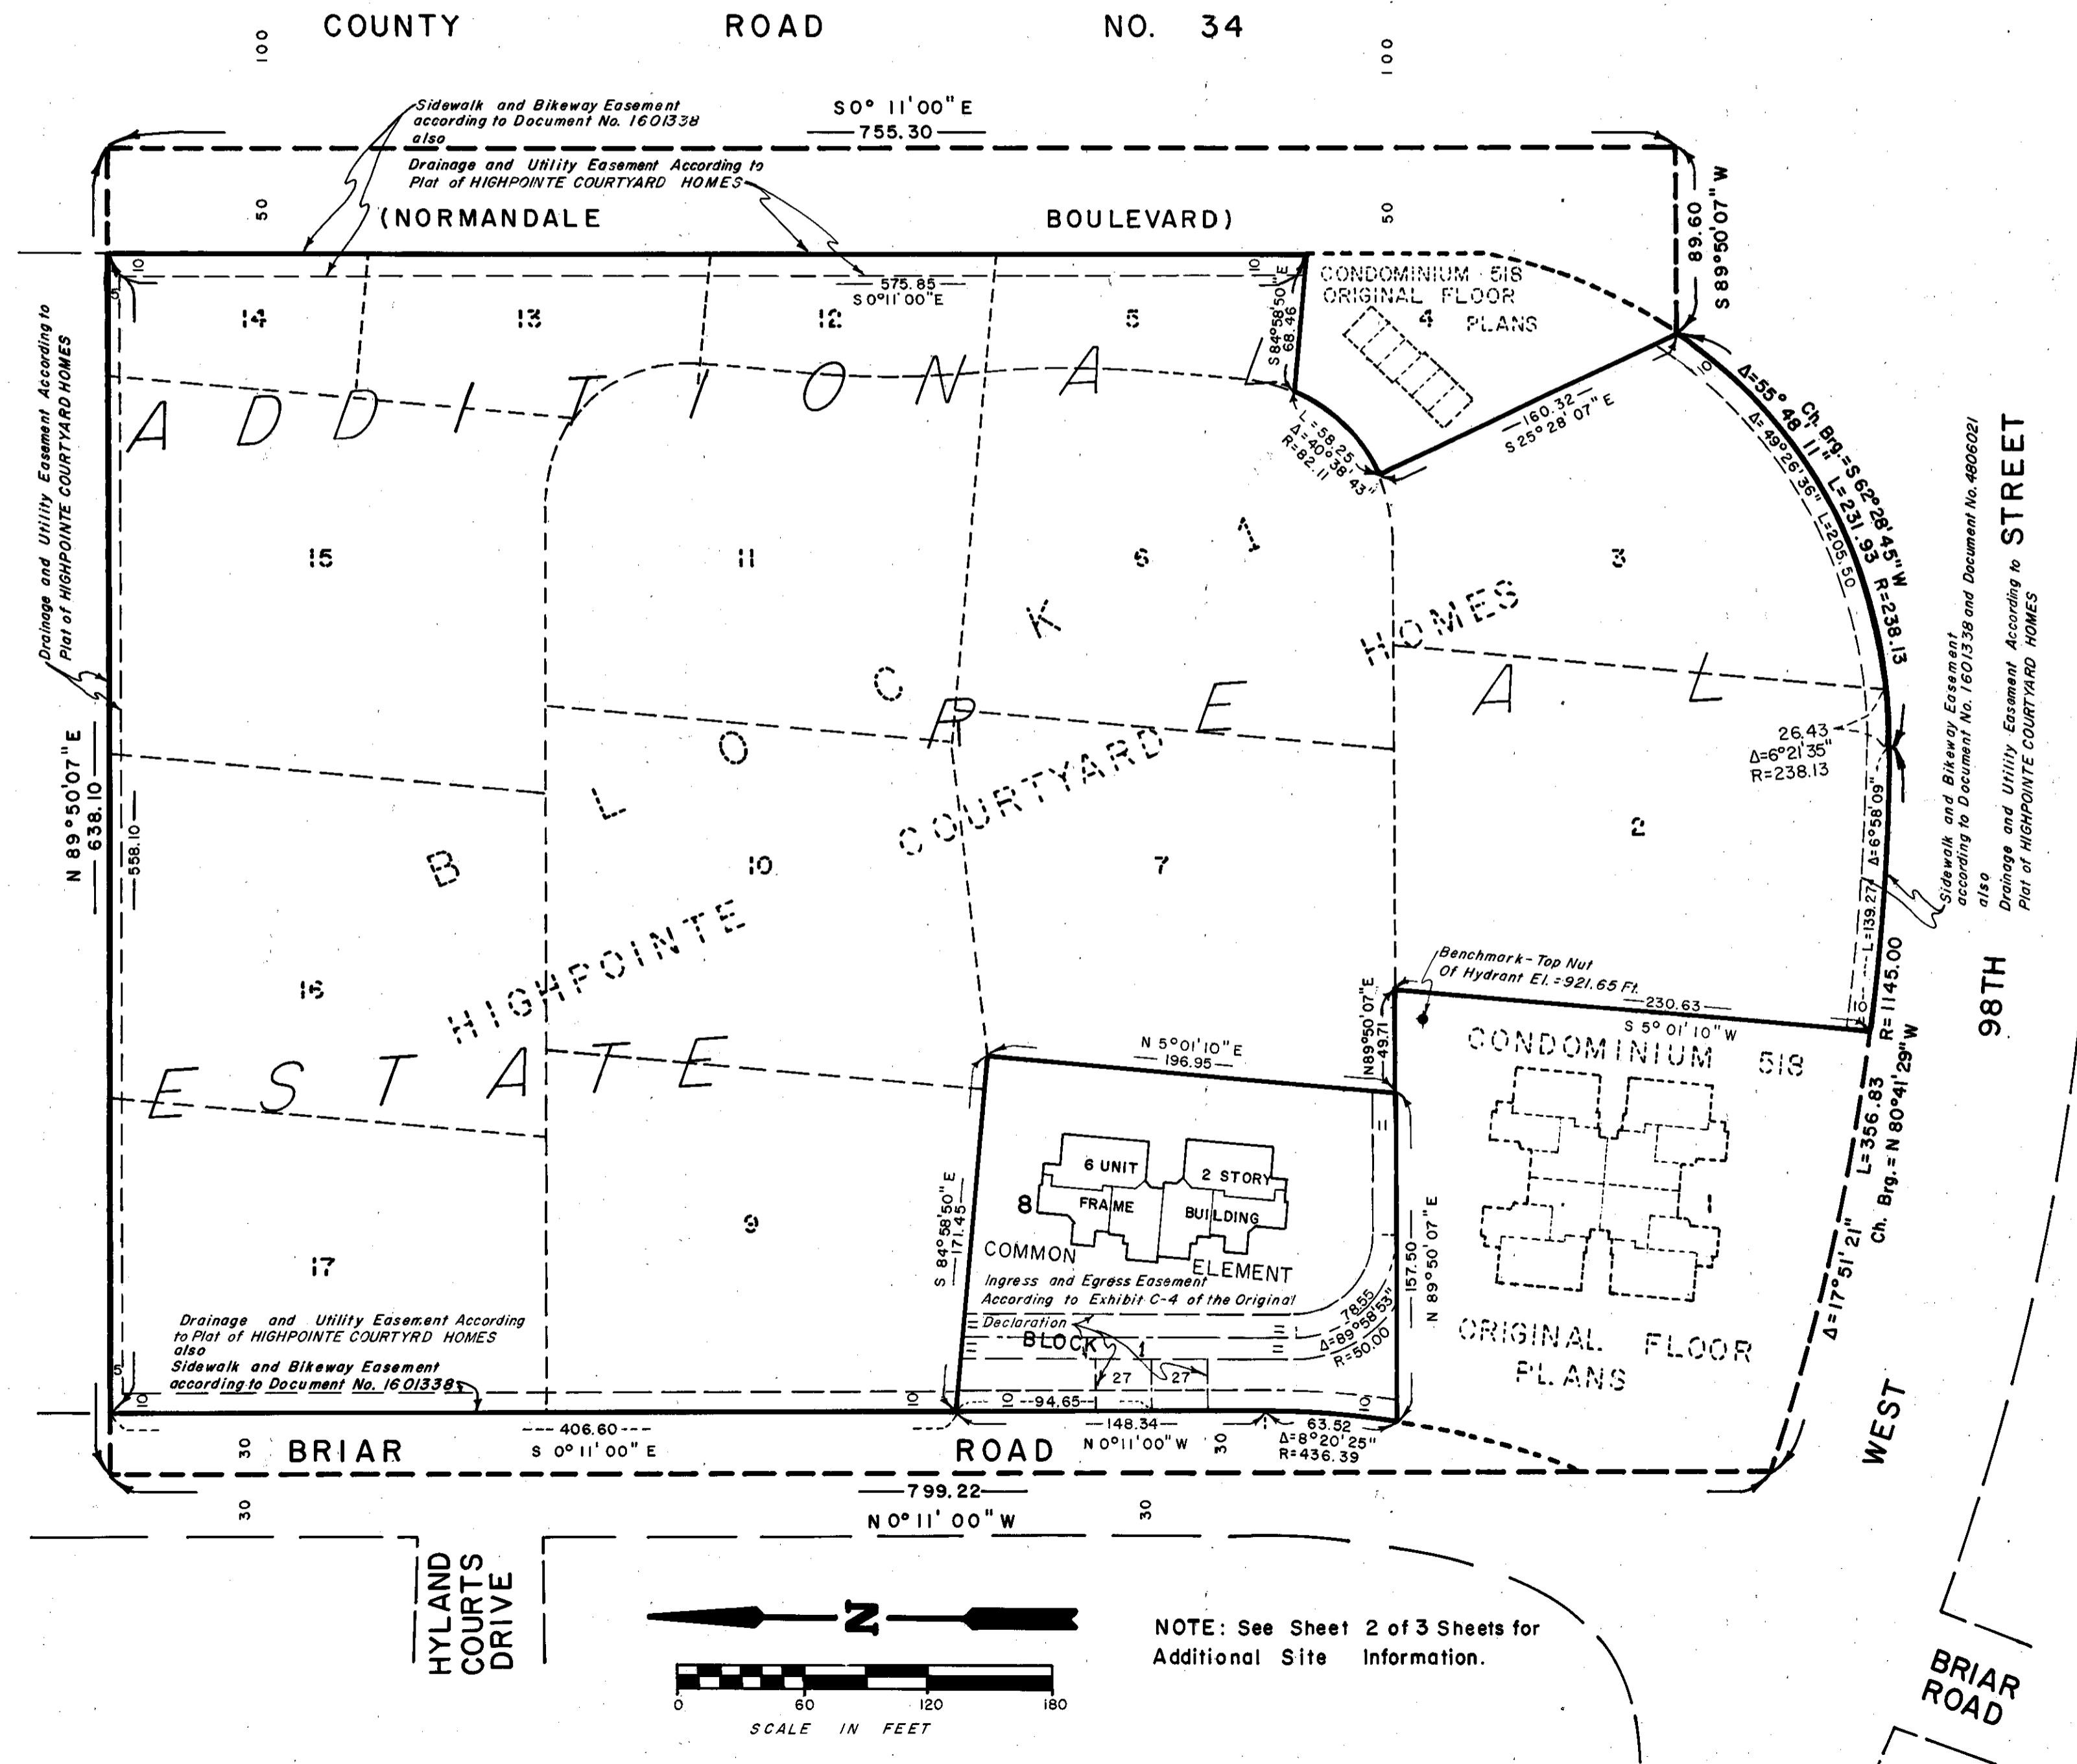 COUNTY ROAD NO. 34
100
100
Sidewalk and Bikeway Easement
according to Document No. 1601338
also
Drainage and Utility Easement According to
Plat of HIGHPOINTE COURTYARD HOMES
S 0° 11' 00" E
755.30
50
(NORMANDALE BOULEVARD)
50
89.60
S 89° 50' 07" W
10
5
575.85
S 0° 11' 00" E
10
S 84° 58' 50" E
68.46
CONDOMINIUM 518
ORIGINAL FLOOR
PLANS
14
13
12
5
4
Drainage and Utility Easement According to
Plat of HIGHPOINTE COURTYARD HOMES
ADDITIONAL
L=58.25
Δ=40° 38' 43"
R=82.11
160.32
S 25° 28' 07" E
10
Ch. Brg.=S 62° 28' 45" W
Δ=55° 48' 11" L=231.93 R=238.13
Δ=49° 26' 36" L=205.50
15
11
6
3
BLOCK 1
HIGHPOINTE COURTYARD HOMES
REAL
ESTATE
26.43
Δ=6° 21' 35"
R=238.13
Sidewalk and Bikeway Easement
according to Document No. 1601338 and Document No. 4806021
also
Drainage and Utility Easement According to
Plat of HIGHPOINTE COURTYARD HOMES
WEST 98TH STREET
N 89° 50' 07" E
638.10
558.10
10
7
2
L=139.27 Δ=6° 58' 09"
R=1145.00
10
16
Benchmark - Top Nut
Of Hydrant El.=921.65 Ft.
230.63
S 5° 01' 10" W
N 89° 50' 07" E
49.71
N 5° 01' 10" E
196.95
CONDOMINIUM 518
ORIGINAL FLOOR
PLANS
L=356.83
Ch. Brg.=N 80° 41' 29" W
Δ=17° 51' 21"
17
9
8
6 UNIT 2 STORY
FRAME BUILDING
COMMON ELEMENT
S 84° 58' 50" E
171.45
157.50
N 89° 50' 07" E
Ingress and Egress Easement
According to Exhibit C-4 of the Original
Declaration
BLOCK 1
78.55
Δ=89° 58' 53"
R=50.00
27
27
Drainage and Utility Easement According
to Plat of HIGHPOINTE COURTYRD HOMES
also
Sidewalk and Bikeway Easement
according to Document No. 1601338
5
10
10
10
10
94.65
148.34
N 0° 11' 00" W
63.52
Δ=8° 20' 25"
R=436.39
406.60
S 0° 11' 00" E
30
BRIAR ROAD
30
799.22
N 0° 11' 00" W
30
30
HYLAND
COURTS
DRIVE
N
0 60 120 180
SCALE IN FEET
NOTE: See Sheet 2 of 3 Sheets for
Additional Site Information.
BRIAR
ROAD